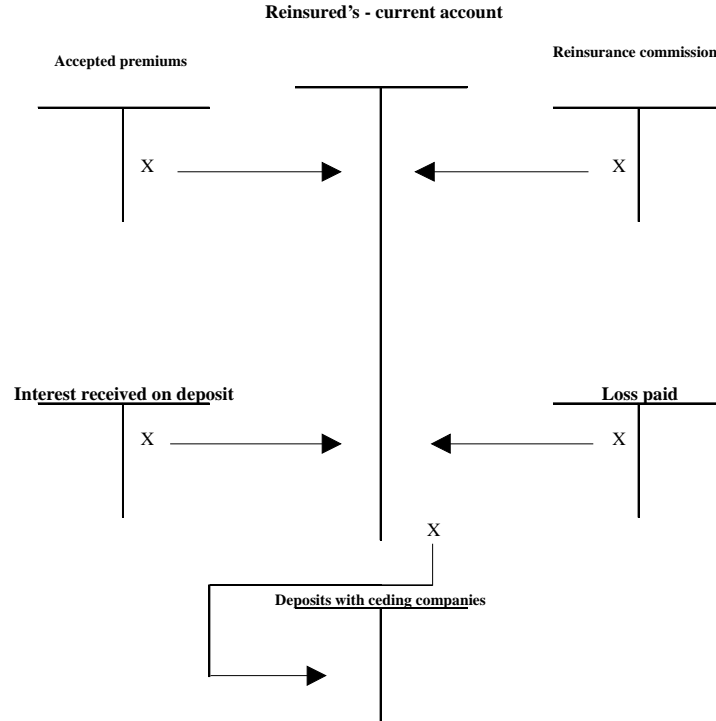 Reinsured's - current account
Accepted premiums
Reinsurance commission
X
X
Interest received on deposit
Loss paid
X
X
X
Deposits with ceding companies